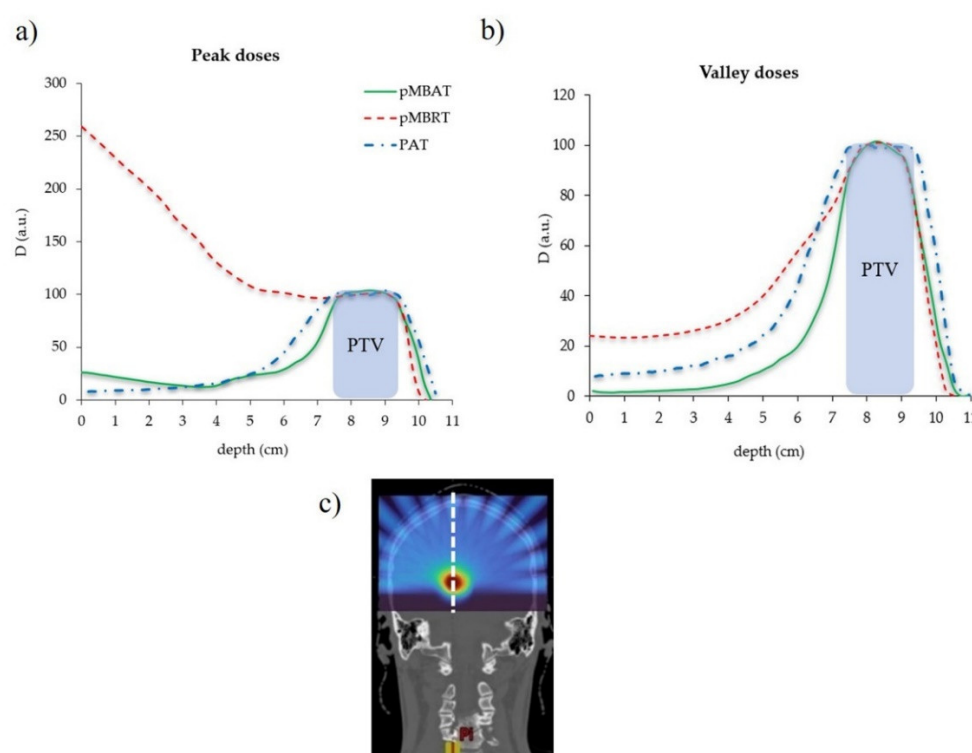 a)
Peak doses
300
250
200
150
100
50
0
D (a.u.)
0 1 2 3 4 5 6 7 8 9 10 11
depth (cm)
pMBAT
pMBRT
PAT
PTV
b)
Valley doses
120
100
80
60
40
20
0
D (a.u.)
0 1 2 3 4 5 6 7 8 9 10 11
depth (cm)
PTV
c)